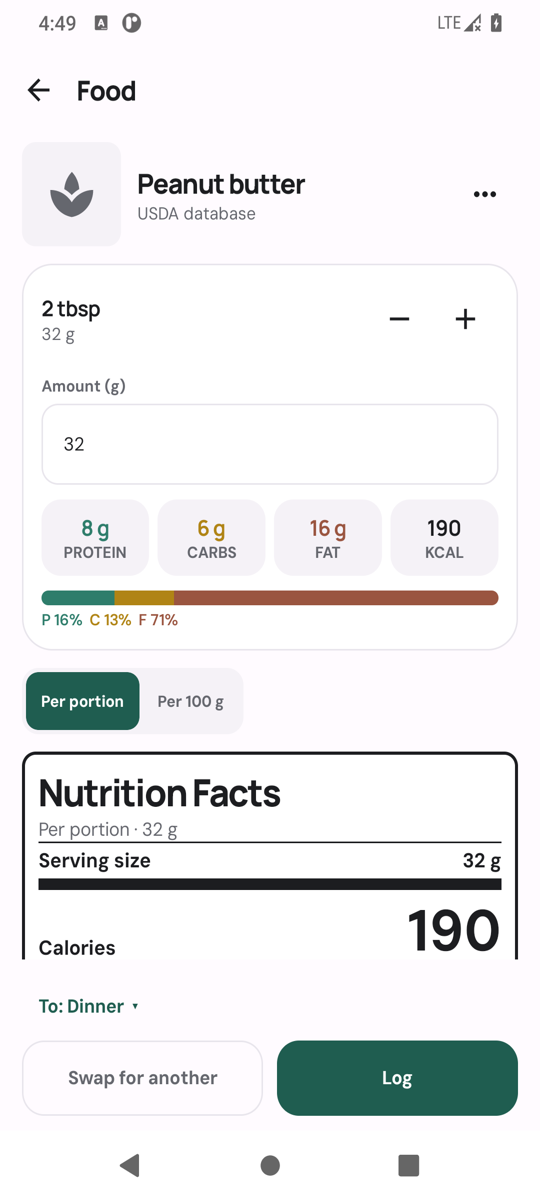 4:49
LTE
Food
Peanut butter
USDA database
2 tbsp
32 g
Amount (g)
32
8 g
PROTEIN
6 g
CARBS
16 g
FAT
190
KCAL
P 16% C 13% F 71%
Per portion
Per 100 g
Nutrition Facts
Per portion · 32 g
Serving size 32 g
Calories 190
To: Dinner ▾
Swap for another
Log